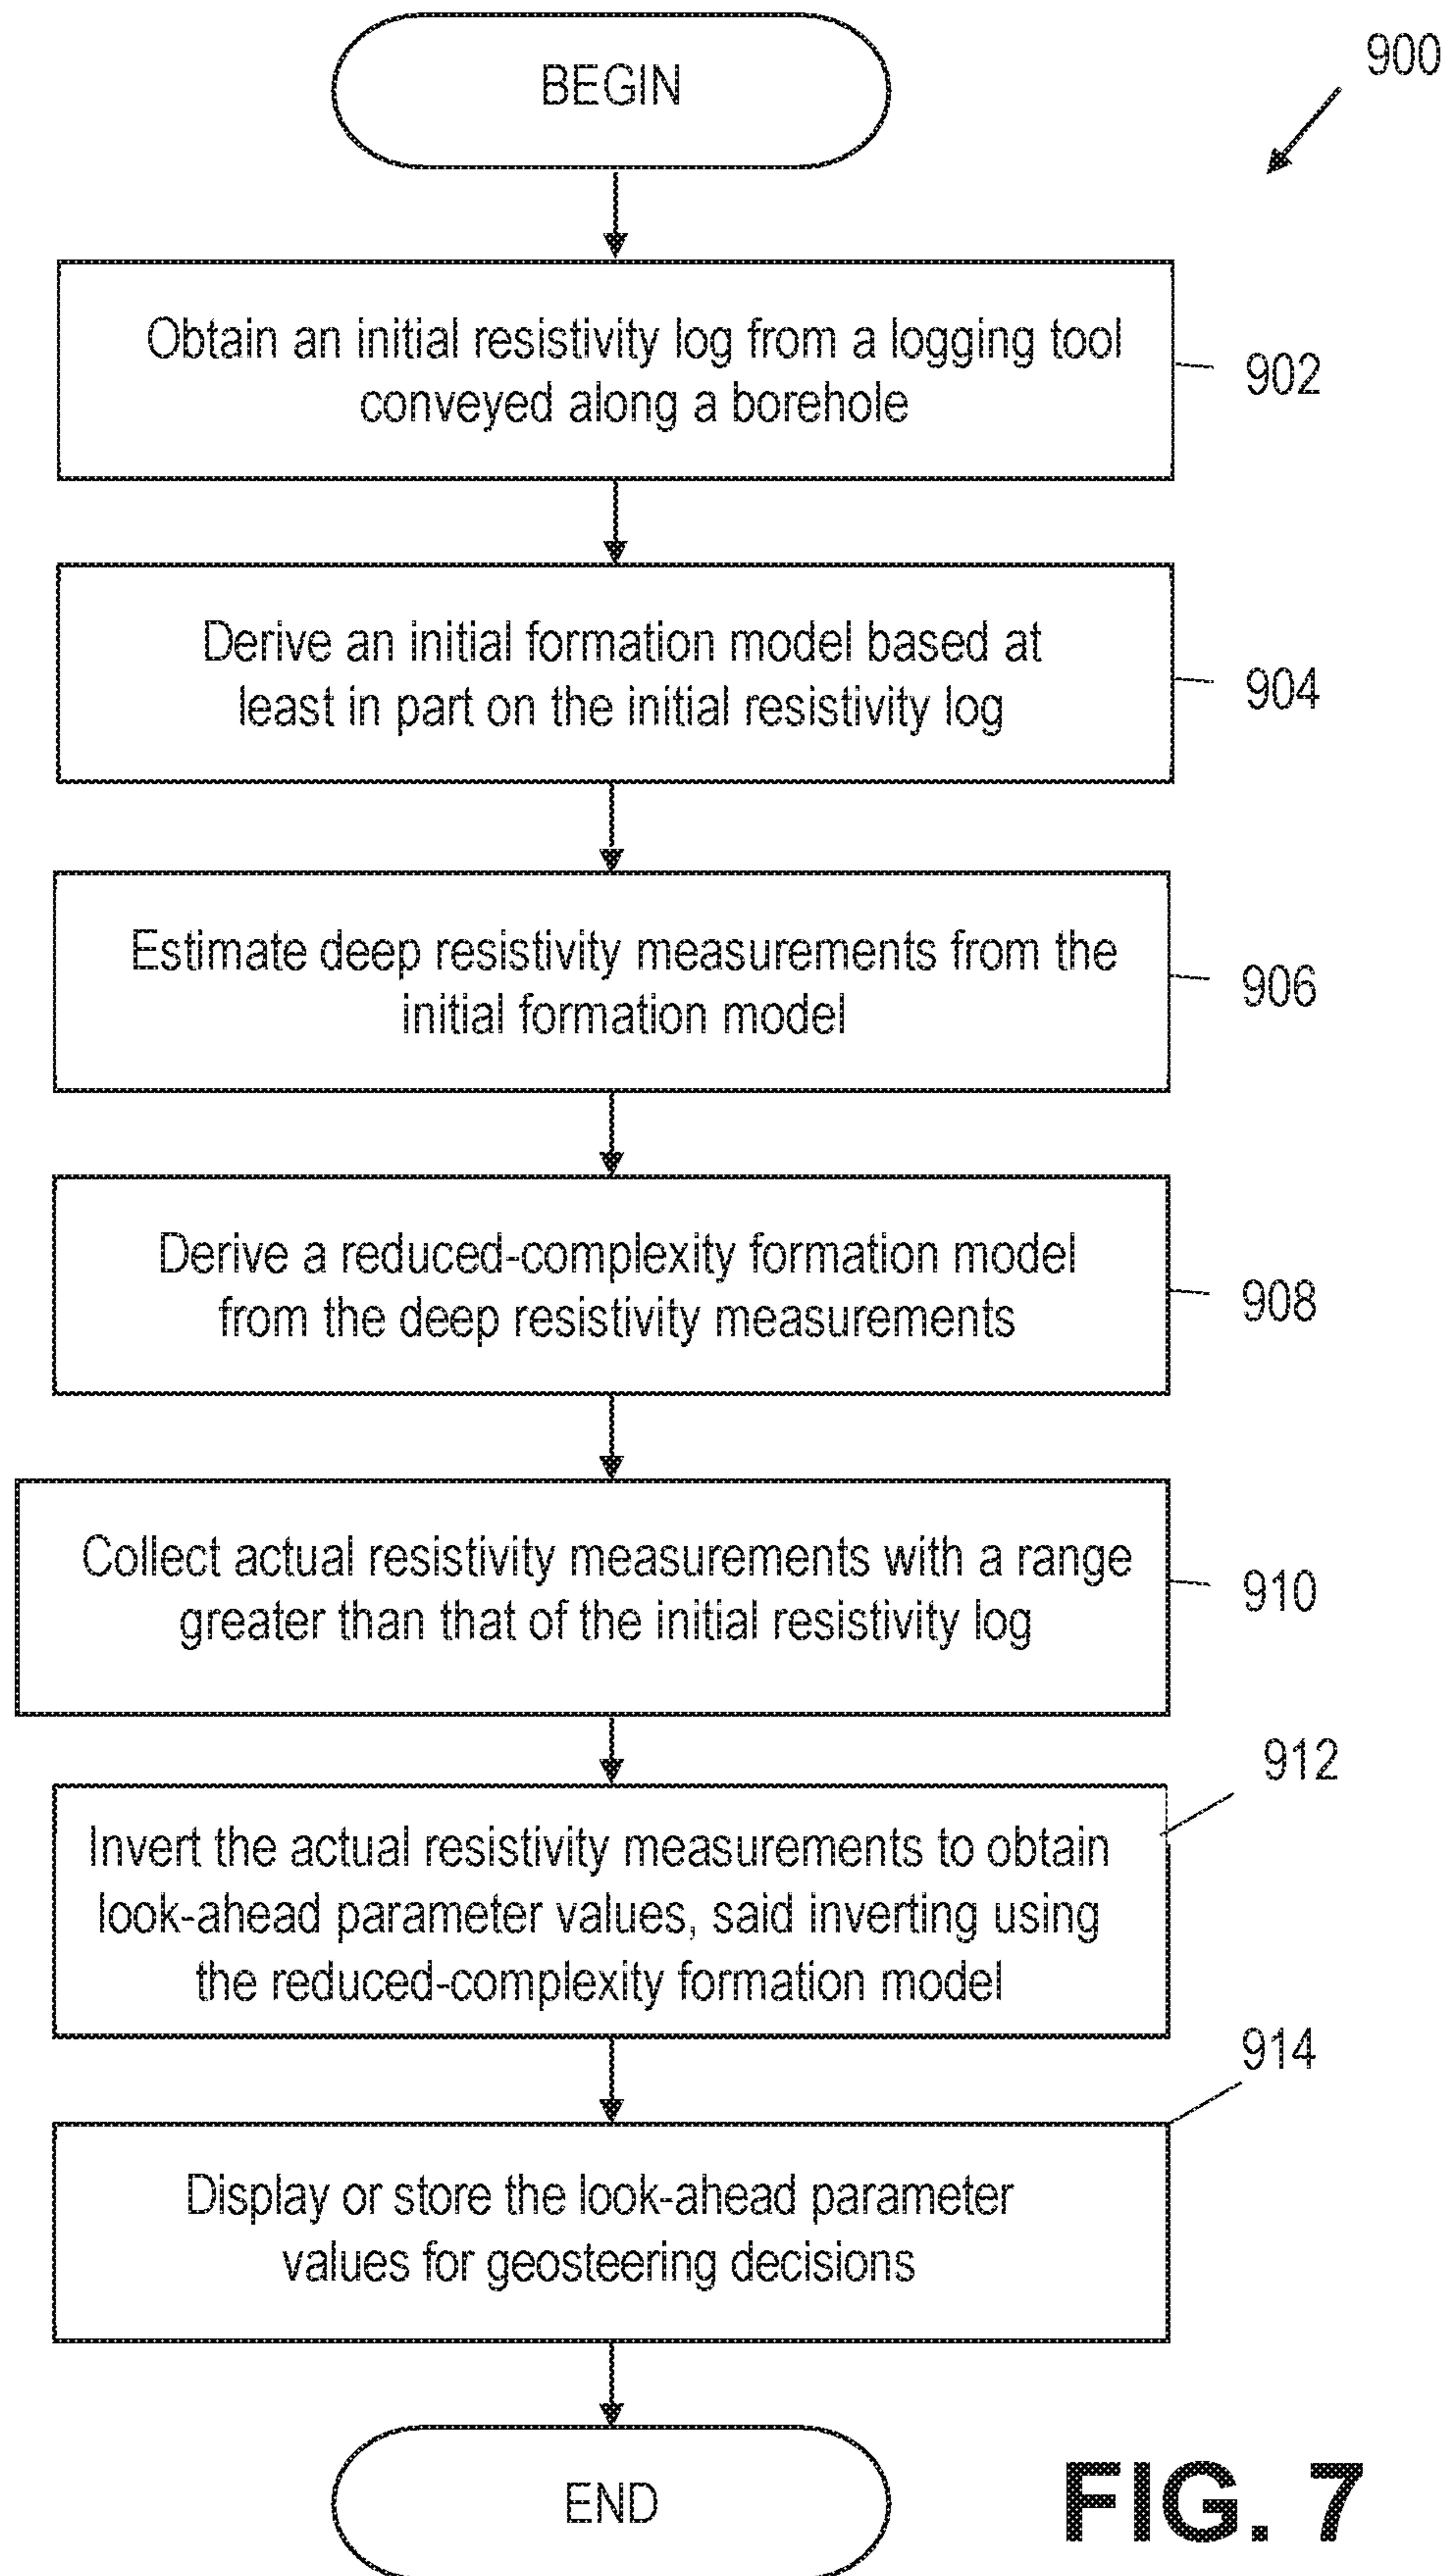 BEGIN
900
Obtain an initial resistivity log from a logging tool
conveyed along a borehole
902
Derive an initial formation model based at
least in part on the initial resistivity log
904
Estimate deep resistivity measurements from the
initial formation model
906
Derive a reduced-complexity formation model
from the deep resistivity measurements
908
Collect actual resistivity measurements with a range
greater than that of the initial resistivity log
910
912
Invert the actual resistivity measurements to obtain
look-ahead parameter values, said inverting using
the reduced-complexity formation model
914
Display or store the look-ahead parameter
values for geosteering decisions
END
FIG. 7